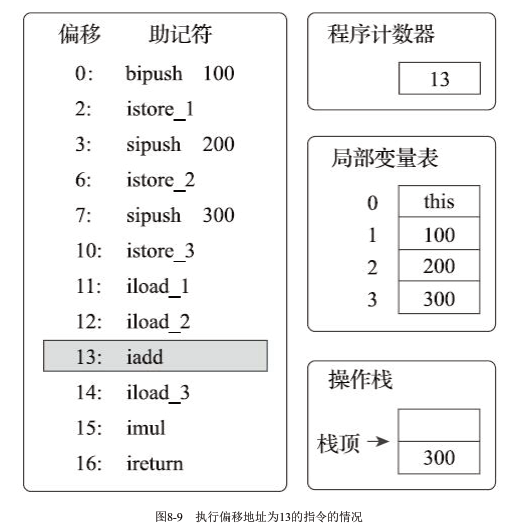 偏移 助记符
0: bipush 100
2: istore_1
3: sipush 200
6: istore_2
7: sipush 300
10: istore_3
11: iload_1
12: iload_2
13: iadd
14: iload_3
15: imul
16: ireturn
程序计数器
13
局部变量表
0 this
1 100
2 200
3 300
操作栈
栈顶
300
图8-9 执行偏移地址为13的指令的情况